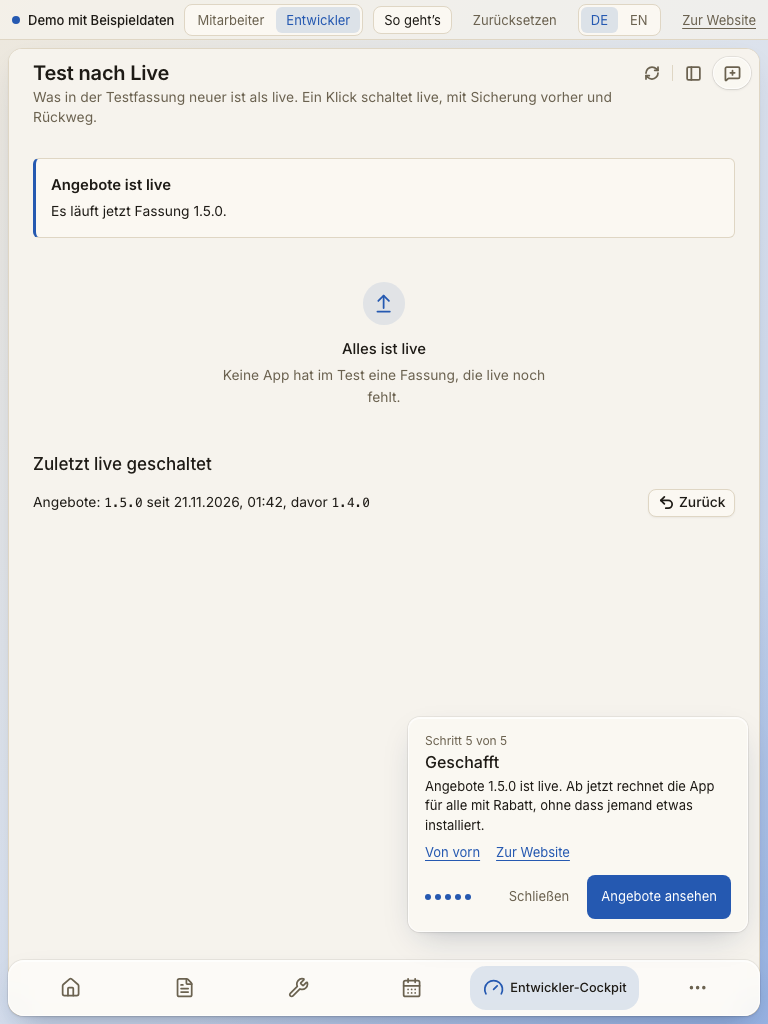 Demo mit Beispieldaten Mitarbeiter Entwickler So geht's Zurücksetzen DE EN Zur Website
Test nach Live
Was in der Testfassung neuer ist als live. Ein Klick schaltet live, mit Sicherung vorher und
Rückweg.
Angebote ist live
Es läuft jetzt Fassung 1.5.0.
Alles ist live
Keine App hat im Test eine Fassung, die live noch
fehlt.
Zuletzt live geschaltet
Angebote: 1.5.0 seit 21.11.2026, 01:42, davor 1.4.0 Zurück
Schritt 5 von 5
Geschafft
Angebote 1.5.0 ist live. Ab jetzt rechnet die App
für alle mit Rabatt, ohne dass jemand etwas
installiert.
Von vorn Zur Website
Schließen Angebote ansehen
Entwickler-Cockpit